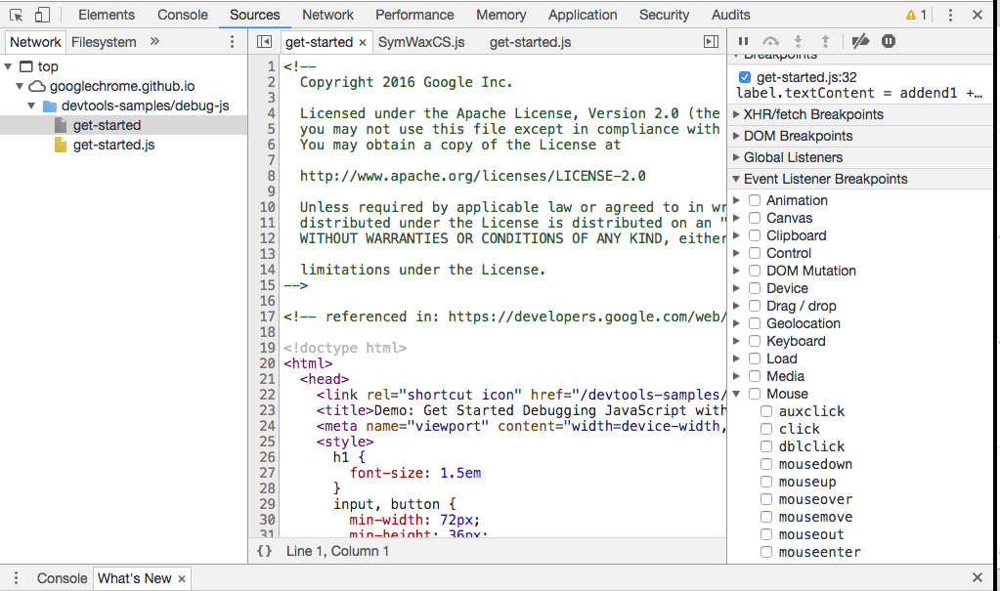 Elements Console Sources Network Performance Memory Application Security Audits 1
Network Filesystem »
top
googlechrome.github.io
devtools-samples/debug-js
get-started
get-started.js
get-started × SymWaxCS.js get-started.js
1 <!--
2 Copyright 2016 Google Inc.
3
4 Licensed under the Apache License, Version 2.0 (the
5 you may not use this file except in compliance with
6 You may obtain a copy of the License at
7
8 http://www.apache.org/licenses/LICENSE-2.0
9
10 Unless required by applicable law or agreed to in wr
11 distributed under the License is distributed on an "
12 WITHOUT WARRANTIES OR CONDITIONS OF ANY KIND, either
13
14 limitations under the License.
15 -->
16
17 <!-- referenced in: https://developers.google.com/web/
18
19 <!doctype html>
20 <html>
21 <head>
22 <link rel="shortcut icon" href="/devtools-samples/
23 <title>Demo: Get Started Debugging JavaScript with
24 <meta name="viewport" content="width=device-width,
25 <style>
26 h1 {
27 font-size: 1.5em
28 }
29 input, button {
30 min-width: 72px;
31 min-height: 36px;
{} Line 1, Column 1
Breakpoints
get-started.js:32
label.textContent = addend1 +…
XHR/fetch Breakpoints
DOM Breakpoints
Global Listeners
Event Listener Breakpoints
Animation
Canvas
Clipboard
Control
DOM Mutation
Device
Drag / drop
Geolocation
Keyboard
Load
Media
Mouse
auxclick
click
dblclick
mousedown
mouseup
mouseover
mousemove
mouseout
mouseenter
Console What's New ×